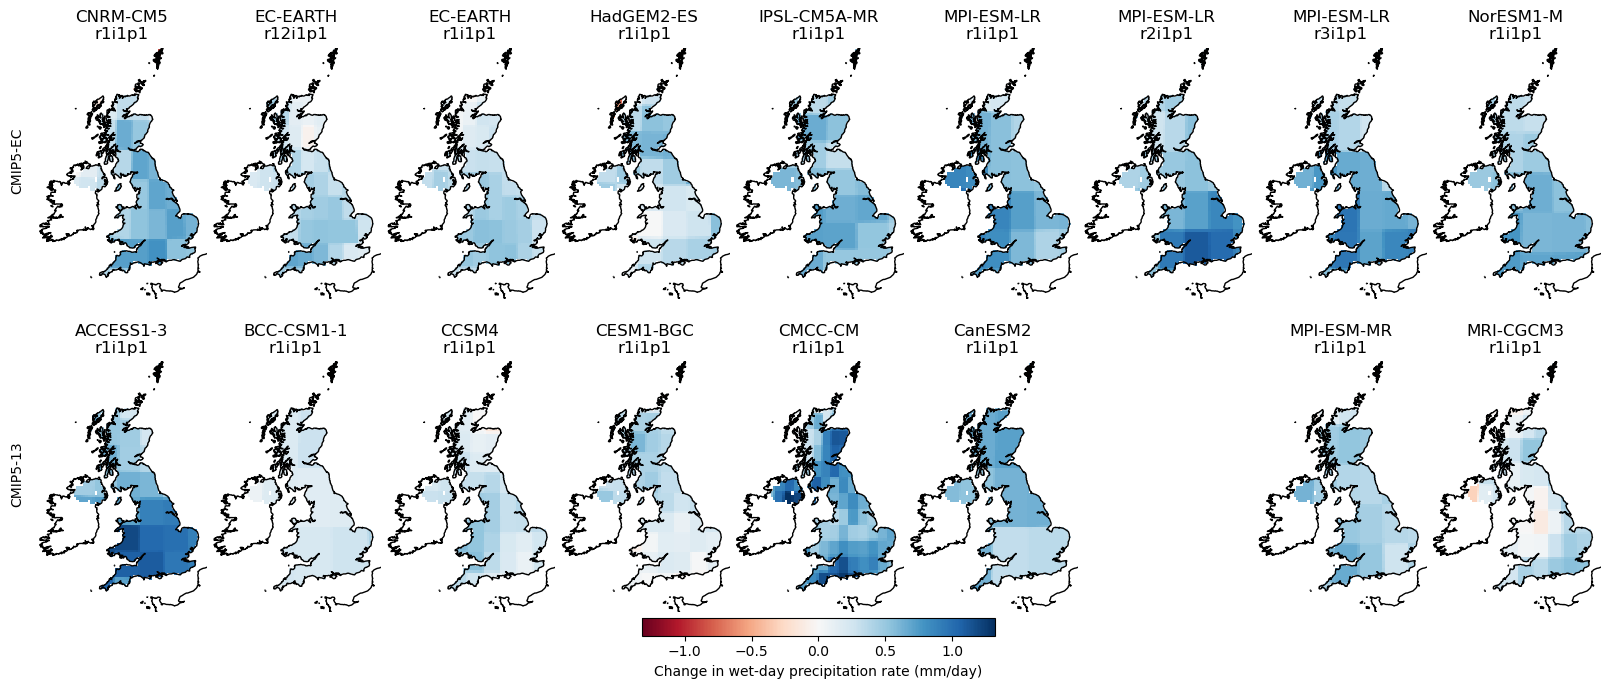 CNRM-CM5
r1i1p1
EC-EARTH
r12i1p1
EC-EARTH
r1i1p1
HadGEM2-ES
r1i1p1
IPSL-CM5A-MR
r1i1p1
MPI-ESM-LR
r1i1p1
MPI-ESM-LR
r2i1p1
MPI-ESM-LR
r3i1p1
NorESM1-M
r1i1p1
CMIP5-EC
ACCESS1-3
r1i1p1
BCC-CSM1-1
r1i1p1
CCSM4
r1i1p1
CESM1-BGC
r1i1p1
CMCC-CM
r1i1p1
CanESM2
r1i1p1
MPI-ESM-MR
r1i1p1
MRI-CGCM3
r1i1p1
CMIP5-13
−1.0 −0.5 0.0 0.5 1.0
Change in wet-day precipitation rate (mm/day)